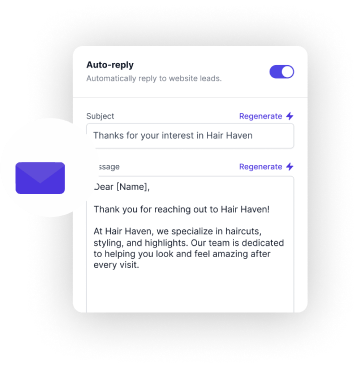 Auto-reply
Automatically reply to website leads.
Subject
Regenerate
Thanks for your interest in Hair Haven
ssage
Regenerate
Dear [Name],
Thank you for reaching out to Hair Haven!
At Hair Haven, we specialize in haircuts,
styling, and highlights. Our team is dedicated
to helping you look and feel amazing after
every visit.